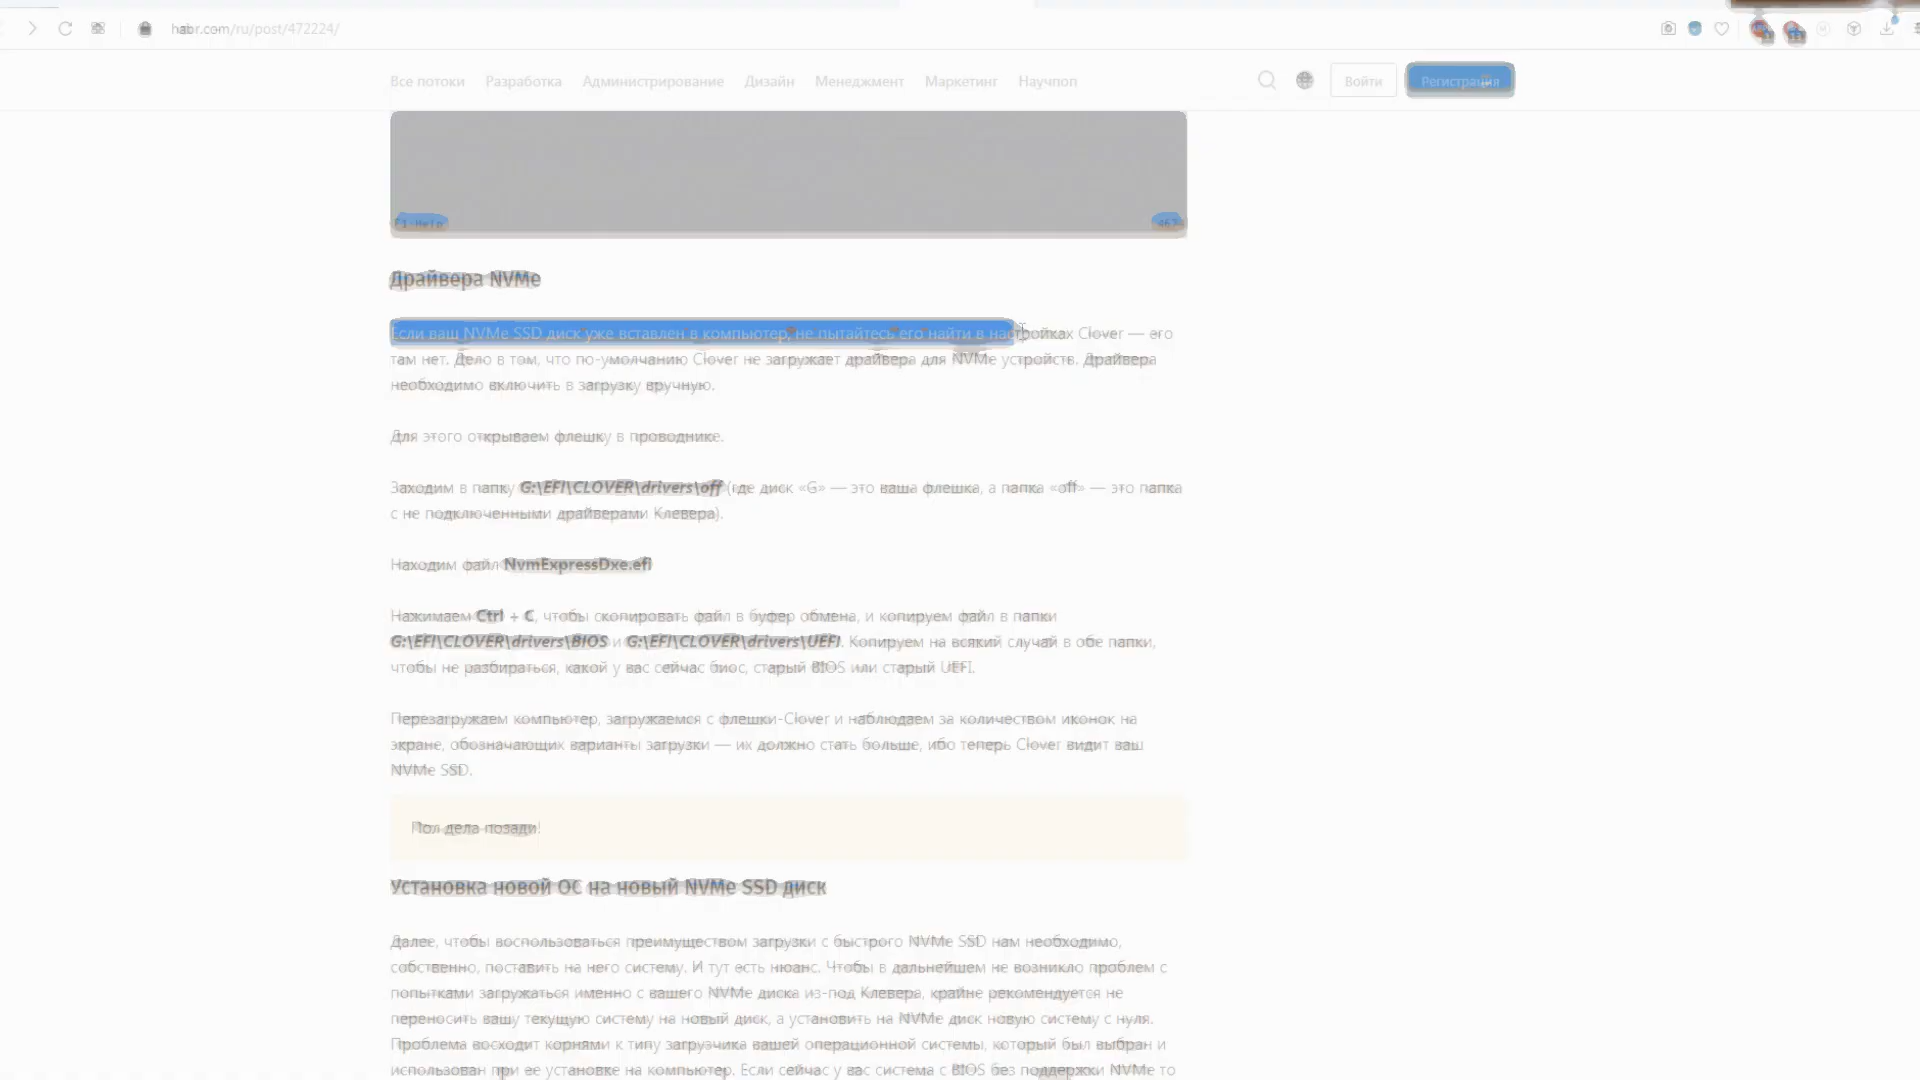 habr.com/ru/post/472224/
Все потоки Разработка Администрирование Дизайн Менеджмент Маркетинг Научпоп Войти Регистрация
F1:Help
Драйвера NVMe
Если ваш NVMe SSD диск уже вставлен в компьютер, не пытайтесь его найти в настройках Clover — его
там нет. Дело в том, что по-умолчанию Clover не загружает драйвера для NVMe устройств. Драйвера
необходимо включить в загрузку вручную.
Для этого открываем флешку в проводнике.
Заходим в папку G:\EFI\CLOVER\drivers\off (где диск «G» — это ваша флешка, а папка «off» — это папка
с не подключенными драйверами Клевера).
Находим файл NvmExpressDxe.efi
Нажимаем Ctrl + C, чтобы скопировать файл в буфер обмена, и копируем файл в папки
G:\EFI\CLOVER\drivers\BIOS и G:\EFI\CLOVER\drivers\UEFI. Копируем на всякий случай в обе папки,
чтобы не разбираться, какой у вас сейчас биос, старый BIOS или старый UEFI.
Перезагружаем компьютер, загружаемся с флешки-Clover и наблюдаем за количеством иконок на
экране, обозначающих варианты загрузки — их должно стать больше, ибо теперь Clover видит ваш
NVMe SSD.
Пол дела позади!
Установка новой ОС на новый NVMe SSD диск
Далее, чтобы воспользоваться преимуществом загрузки с быстрого NVMe SSD нам необходимо,
собственно, поставить на него систему. И тут есть нюанс. Чтобы в дальнейшем не возникло проблем с
попытками загружаться именно с вашего NVMe диска из-под Клевера, крайне рекомендуется не
переносить вашу текущую систему на новый диск, а установить на NVMe диск новую систему с нуля.
Проблема восходит корнями к типу загрузчика вашей операционной системы, который был выбран и
использован при ее установке на компьютер. Если сейчас у вас система с BIOS без поддержки NVMe то